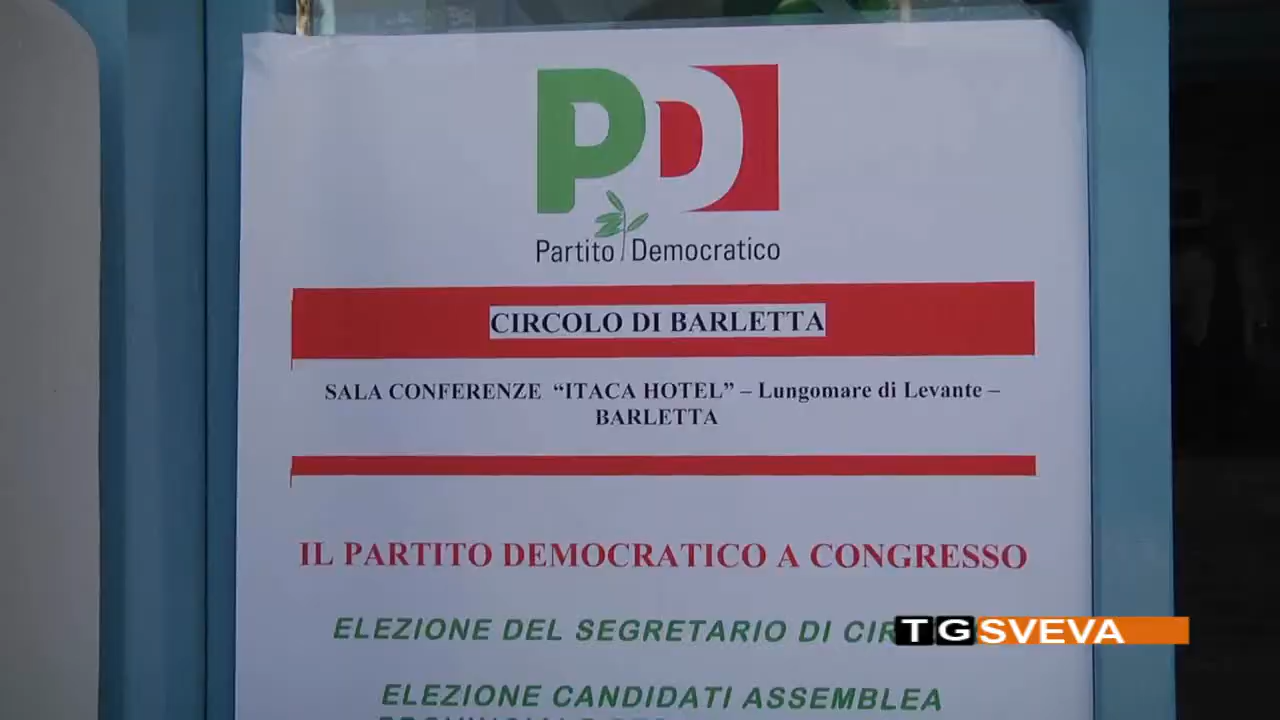 PD
Partito Democratico
CIRCOLO DI BARLETTA
SALA CONFERENZE “ITACA HOTEL” – Lungomare di Levante –
BARLETTA
IL PARTITO DEMOCRATICO A CONGRESSO
ELEZIONE DEL SEGRETARIO DI
TGSVEVA
ELEZIONE CANDIDATI ASSEMBLEA